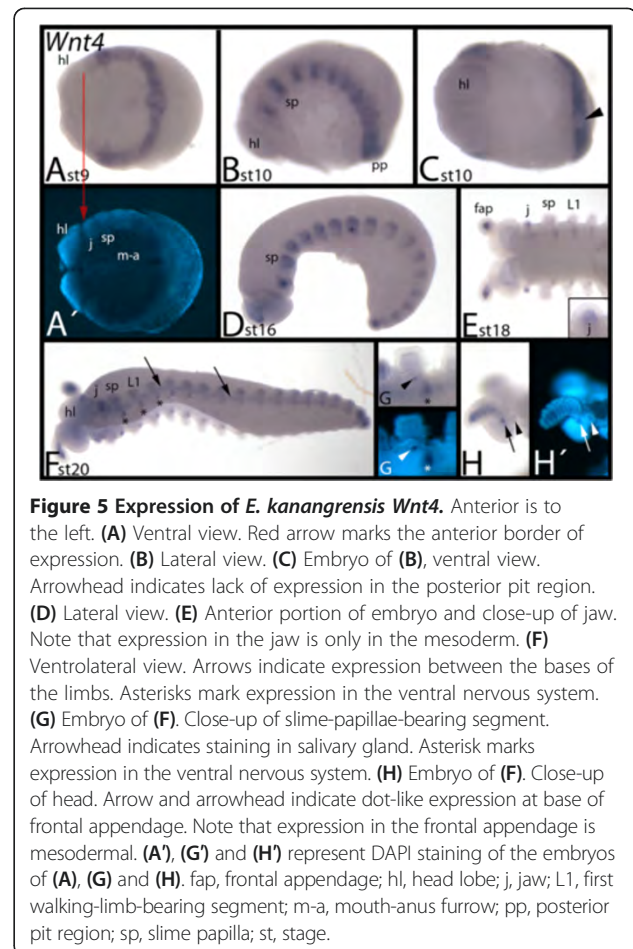 Wnt4
hl
A st9
hl
sp
pp
B st10
hl
C st10
hl
j
sp
m-a
A´
sp
D st16
fap
j
sp
L1
j
E st18
hl
j
sp
L1
*
*
*
F st20
G
*
G
*
H
H´
Figure 5 Expression of E. kanangrensis Wnt4. Anterior is to
the left. (A) Ventral view. Red arrow marks the anterior border of
expression. (B) Lateral view. (C) Embryo of (B), ventral view.
Arrowhead indicates lack of expression in the posterior pit region.
(D) Lateral view. (E) Anterior portion of embryo and close-up of jaw.
Note that expression in the jaw is only in the mesoderm. (F)
Ventrolateral view. Arrows indicate expression between the bases of
the limbs. Asterisks mark expression in the ventral nervous system.
(G) Embryo of (F). Close-up of slime-papillae-bearing segment.
Arrowhead indicates staining in salivary gland. Asterisk marks
expression in the ventral nervous system. (H) Embryo of (F). Close-up
of head. Arrow and arrowhead indicate dot-like expression at base of
frontal appendage. Note that expression in the frontal appendage is
mesodermal. (A'), (G') and (H') represent DAPI staining of the embryos
of (A), (G) and (H). fap, frontal appendage; hl, head lobe; j, jaw; L1, first
walking-limb-bearing segment; m-a, mouth-anus furrow; pp, posterior
pit region; sp, slime papilla; st, stage.